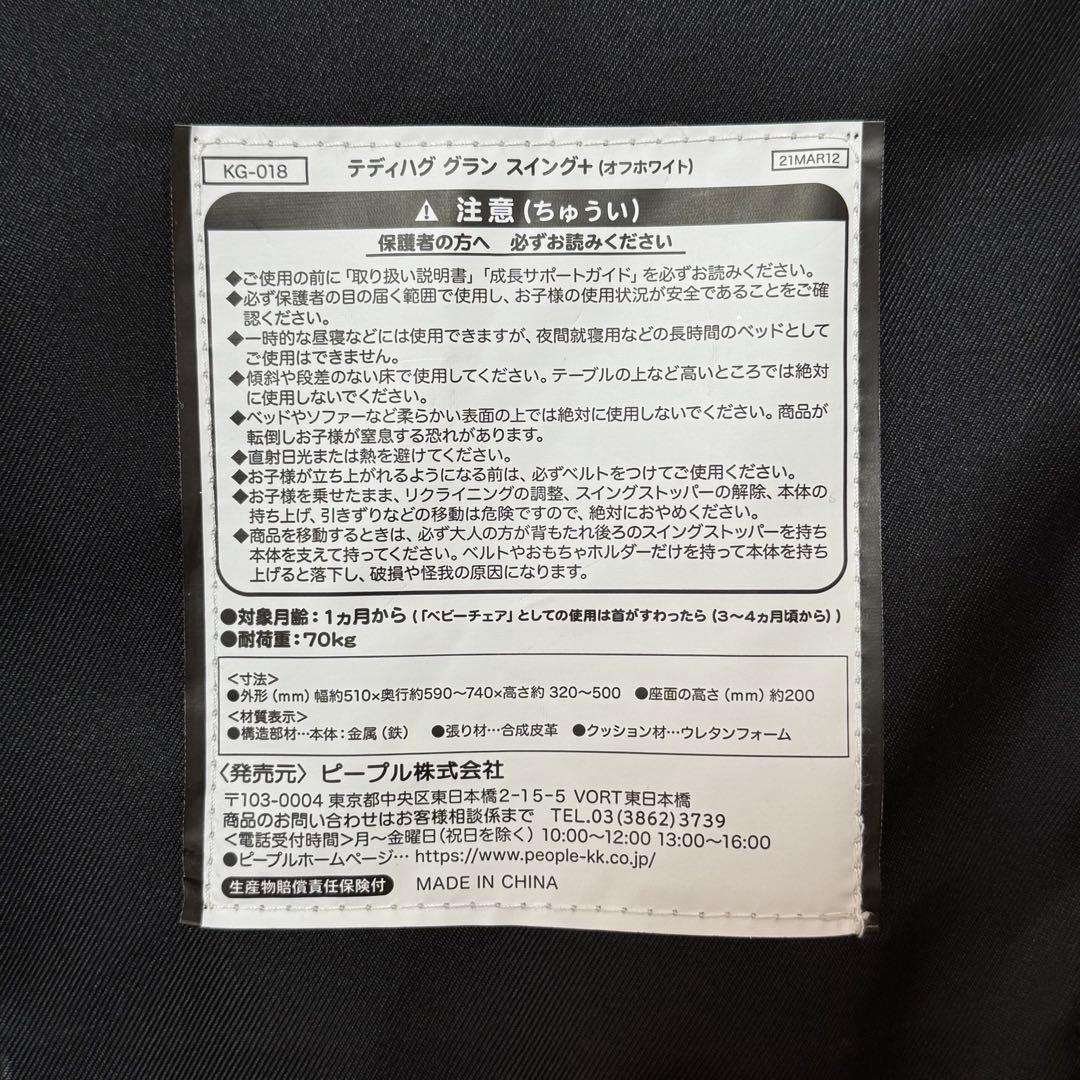 KG-018 テディハグ グラン スイング+(オフホワイト) 21MAR12
⚠ 注意(ちゅうい)
保護者の方へ 必ずお読みください
◆ご使用の前に「取り扱い説明書」「成長サポートガイド」を必ずお読みください。
◆必ず保護者の目の届く範囲で使用し、お子様の使用状況が安全であることをご確
認ください。
◆一時的な昼寝などには使用できますが、夜間就寝用などの長時間のベッドとして
ご使用はできません。
◆傾斜や段差のない床で使用してください。テーブルの上など高いところでは絶対
に使用しないでください。
◆ベッドやソファーなど柔らかい表面の上では絶対に使用しないでください。商品が
転倒しお子様が窒息する恐れがあります。
◆直射日光または熱を避けてください。
◆お子様が立ち上がれるようになる前は、必ずベルトをつけてご使用ください。
◆お子様を乗せたまま、リクライニングの調整、スイングストッパーの解除、本体の
持ち上げ、引きずりなどの移動は危険ですので、絶対におやめください。
◆商品を移動するときは、必ず大人の方が背もたれ後ろのスイングストッパーを持ち
本体を支えて持ってください。ベルトやおもちゃホルダーだけを持って本体を持ち
上げると落下し、破損や怪我の原因になります。
●対象月齢:1ヵ月から(「ベビーチェア」としての使用は首がすわったら(3〜4ヵ月頃から))
●耐荷重:70kg
<寸法>
●外形(mm)幅約510×奥行約590〜740×高さ約 320〜500 ●座面の高さ(mm)約200
<材質表示>
●構造部材…本体:金属(鉄) ●張り材…合成皮革 ●クッション材…ウレタンフォーム
〈発売元〉ピープル株式会社
〒103-0004 東京都中央区東日本橋2-15-5 VORT東日本橋
商品のお問い合わせはお客様相談係まで TEL.03(3862)3739
<電話受付時間>月〜金曜日(祝日を除く) 10:00〜12:00 13:00〜16:00
●ピープルホームページ… https://www.people-kk.co.jp/
生産物賠償責任保険付 MADE IN CHINA